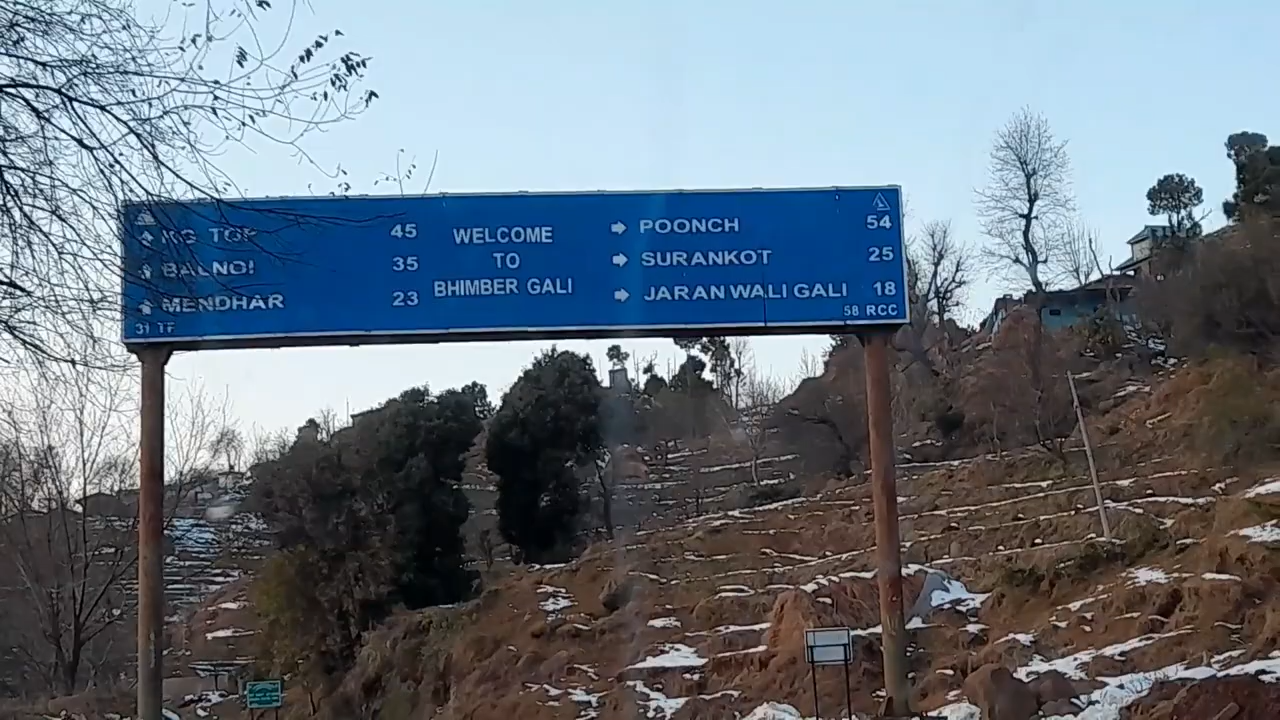 KG TOP 45
BALNOI 35
MENDHAR 23
31 TF
WELCOME
TO
BHIMBER GALI
POONCH 54
SURANKOT 25
JARAN WALI GALI 18
58 RCC